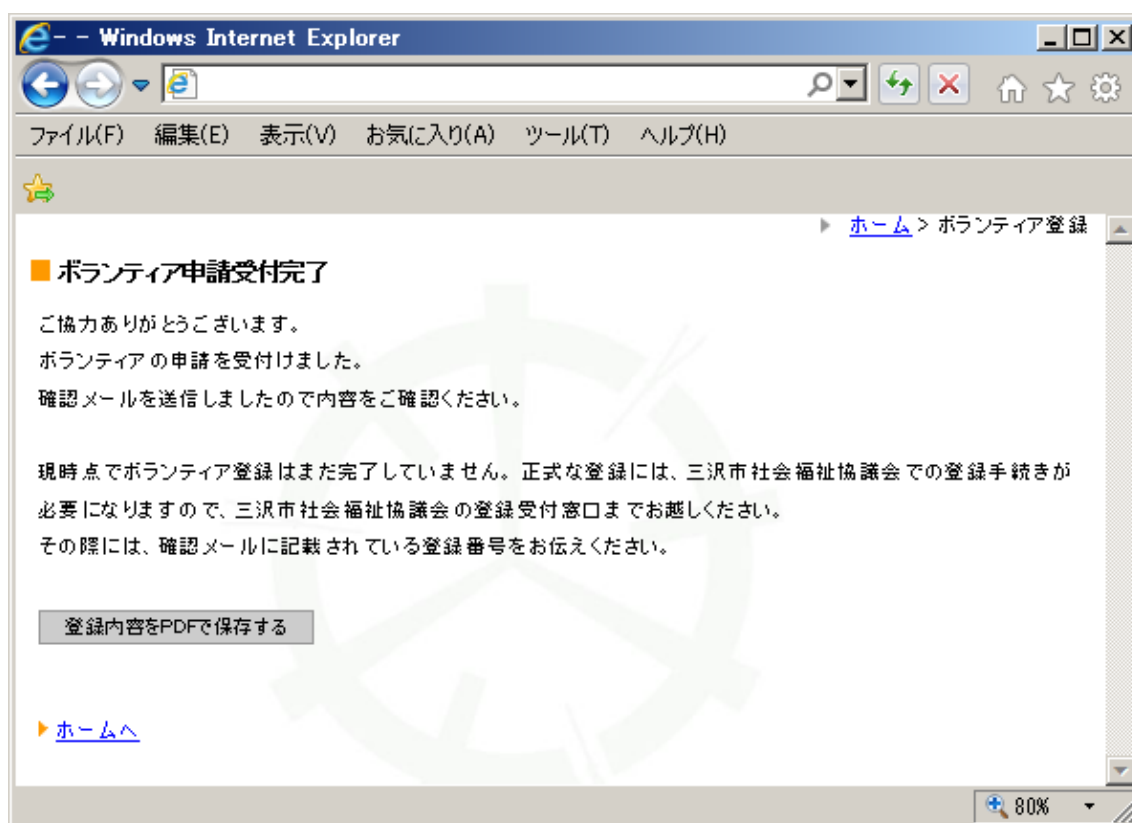 - - Windows Internet Explorer
ファイル(F) 編集(E) 表示(V) お気に入り(A) ツール(T) ヘルプ(H)
ホーム > ボランティア登録
ボランティア申請受付完了
ご協力ありがとうございます。
ボランティアの申請を受付けました。
確認メールを送信しましたので内容をご確認ください。
現時点でボランティア登録はまだ完了していません。正式な登録には、三沢市社会福祉協議会での登録手続きが
必要になりますので、三沢市社会福祉協議会の登録受付窓口までお越しください。
その際には、確認メールに記載されている登録番号をお伝えください。
登録内容をPDFで保存する
ホームへ
80%